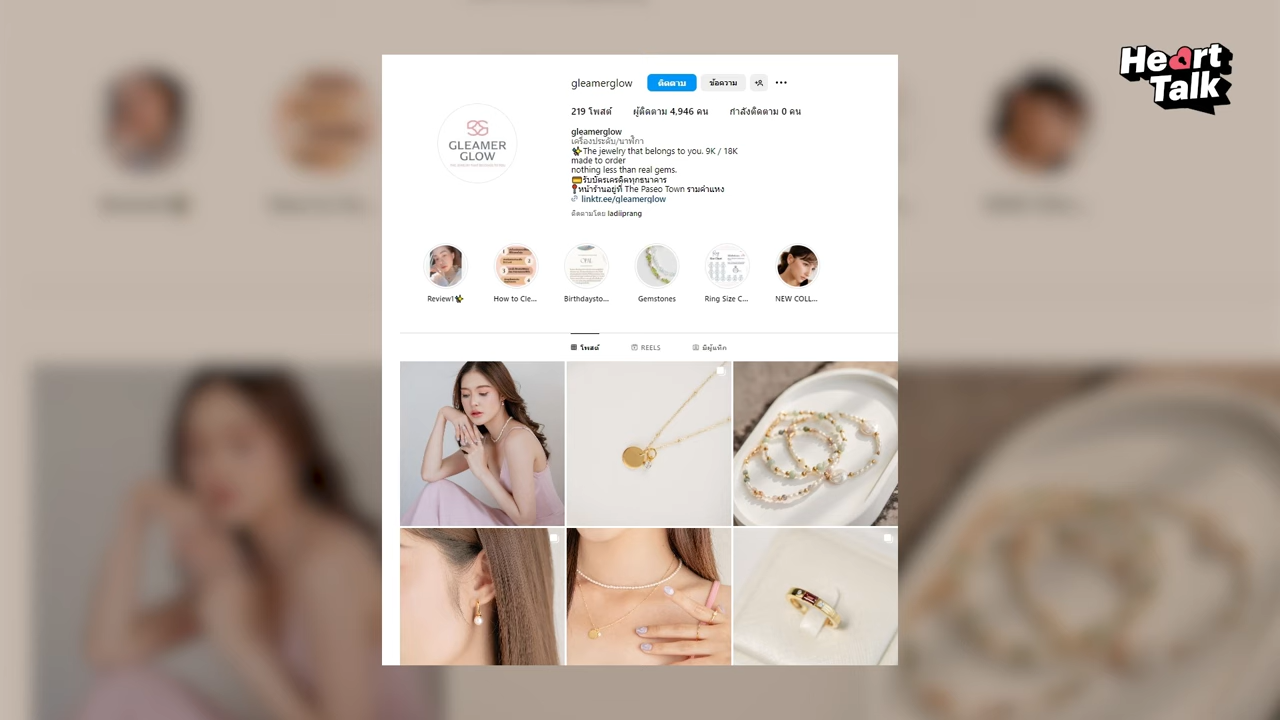 Heart
Talk
gleamerglow
ติดตาม
ข้อความ
219 โพสต์
ผู้ติดตาม 4,946 คน
กำลังติดตาม 0 คน
GLEAMER
GLOW
gleamerglow
เครื่องประดับ/นาฬิกา
The jewelry that belongs to you. 9K / 18K
made to order
nothing less than real gems.
รับบัตรเครดิตทุกธนาคาร
หน้าร้านอยู่ที่ The Paseo Town รามคำแหง
linktr.ee/gleamerglow
ติดตามโดย ladiiprang
Review1
How to Cle...
Birthdaysto...
Gemstones
Ring Size C...
NEW COLL...
โพสต์
REELS
มีผู้แท็ก